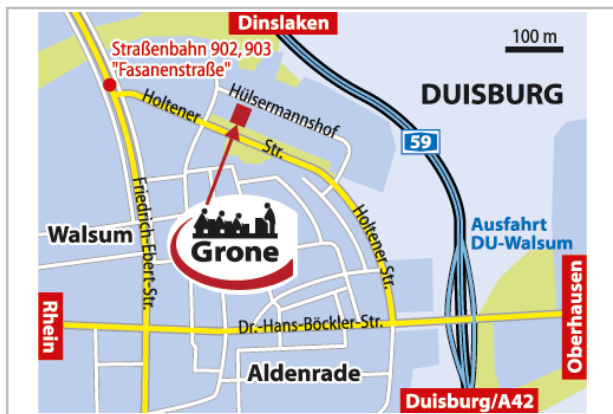 Dinslaken
Straßenbahn 902, 903
"Fasanenstraße"
100 m
DUISBURG
Hülsermannshof
Holtener
Str.
59
Friedrich-Ebert-Str.
Walsum
Grone
Holtener Str.
Ausfahrt
DU-Walsum
Rhein
Dr.-Hans-Böckler-Str.
Oberhausen
Aldenrade
Duisburg/A42